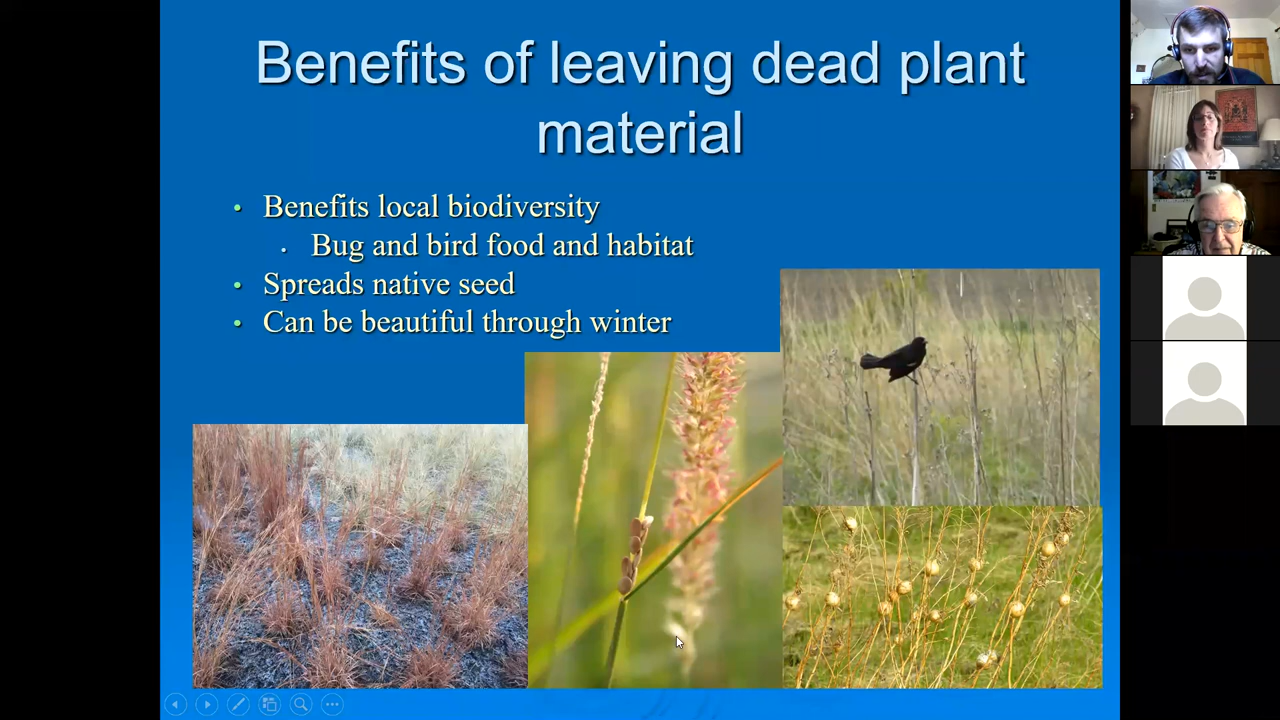 Benefits of leaving dead plant
material
• Benefits local biodiversity
• Bug and bird food and habitat
• Spreads native seed
• Can be beautiful through winter